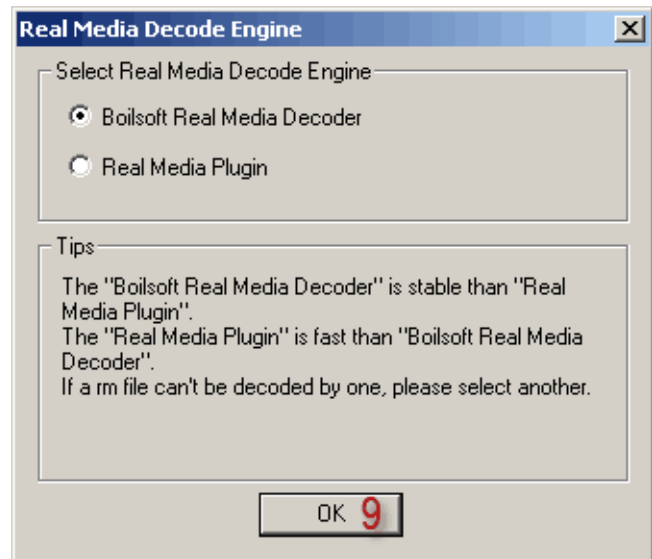 Real Media Decode Engine
Select Real Media Decode Engine
Boilsoft Real Media Decoder
Real Media Plugin
Tips
The "Boilsoft Real Media Decoder" is stable than "Real
Media Plugin".
The "Real Media Plugin" is fast than "Boilsoft Real Media
Decoder".
If a rm file can't be decoded by one, please select another.
OK 9